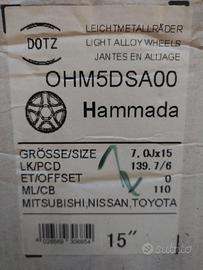 DOTZ
LEICHTMETALLRÄDER
LIGHT ALLOY WHEELS
JANTES EN ALLIAGE
OHM5DSA00
Hammada
GRÖSSE/SIZE 7,0Jx15
LK/PCD 139,7/6
ET/OFFSET 0
ML/CB 110
MITSUBISHI,NISSAN,TOYOTA
15"
subito